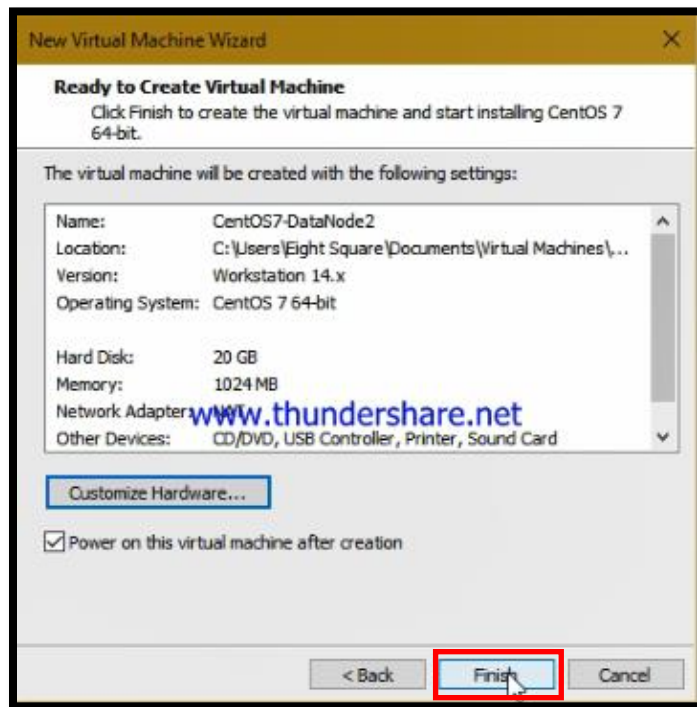 New Virtual Machine Wizard
Ready to Create Virtual Machine
Click Finish to create the virtual machine and start installing CentOS 7
64-bit.
The virtual machine will be created with the following settings:
Name: CentOS7-DataNode2
Location: C:\Users\Eight Square\Documents\Virtual Machines\...
Version: Workstation 14.x
Operating System: CentOS 7 64-bit
Hard Disk: 20 GB
Memory: 1024 MB
Network Adapter:
www.thundershare.net
Other Devices: CD/DVD, USB Controller, Printer, Sound Card
Customize Hardware...
Power on this virtual machine after creation
< Back Finish Cancel